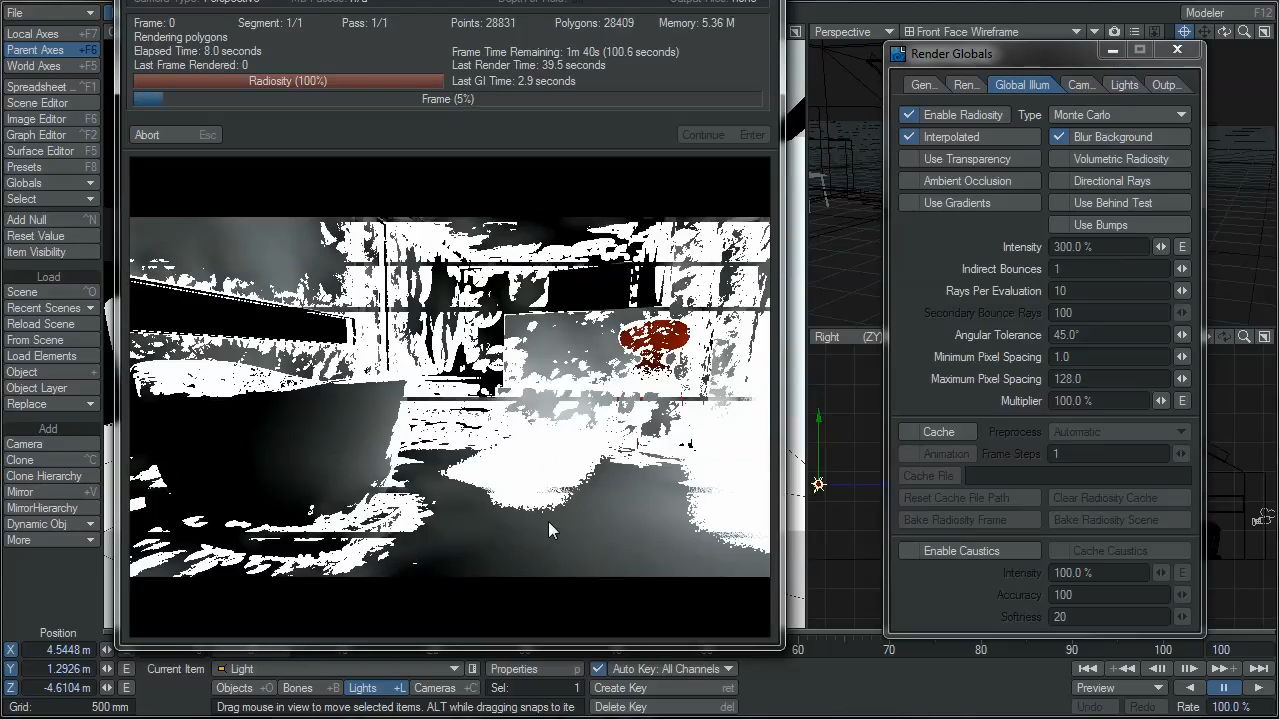 File
Local Axes +F7
Parent Axes +F6
World Axes +F5
Spreadsheet ... ^F1
Scene Editor
Image Editor F6
Graph Editor ^F2
Surface Editor F5
Presets F8
Globals
Select
Add Null ^N
Reset Value
Item Visibility
Load
Scene ^O
Recent Scenes
Reload Scene
From Scene
Load Elements
Object +
Object Layer
Replace
Add
Camera
Clone ^C
Clone Hierarchy
Mirror +V
MirrorHierarchy
Dynamic Obj
More
Position
X 4.5448 m E
Y 1.2926 m E
Z -4.6104 m E
Grid: 500 mm
Frame: 0 Segment: 1/1 Pass: 1/1 Points: 28831 Polygons: 28409 Memory: 5.36 M
Rendering polygons
Elapsed Time: 8.0 seconds Frame Time Remaining: 1m 40s (100.6 seconds)
Last Frame Rendered: 0 Last Render Time: 39.5 seconds
Radiosity (100%) Last GI Time: 2.9 seconds
Frame (5%)
Abort Esc Continue Enter
Perspective Front Face Wireframe
Modeler F12
Right (ZY)
Render Globals
Gen... Ren... Global Illum Cam... Lights Outp...
Enable Radiosity Type Monte Carlo
Interpolated Blur Background
Use Transparency Volumetric Radiosity
Ambient Occlusion Directional Rays
Use Gradients Use Behind Test
Use Bumps
Intensity 300.0 % E
Indirect Bounces 1
Rays Per Evaluation 10
Secondary Bounce Rays 100
Angular Tolerance 45.0°
Minimum Pixel Spacing 1.0
Maximum Pixel Spacing 128.0
Multiplier 100.0 % E
Cache Preprocess Automatic
Animation Frame Steps 1
Cache File
Reset Cache File Path Clear Radiosity Cache
Bake Radiosity Frame Bake Radiosity Scene
Enable Caustics Cache Caustics
Intensity 100.0 % E
Accuracy 100
Softness 20
60 70 80 90 100 100
Current Item Light Properties p Auto Key: All Channels
Objects +O Bones +B Lights +L Cameras +C Sel: 1 Create Key ret
Drag mouse in view to move selected items. ALT while dragging snaps to ite Delete Key del
Preview
Undo Redo Rate 100.0 %